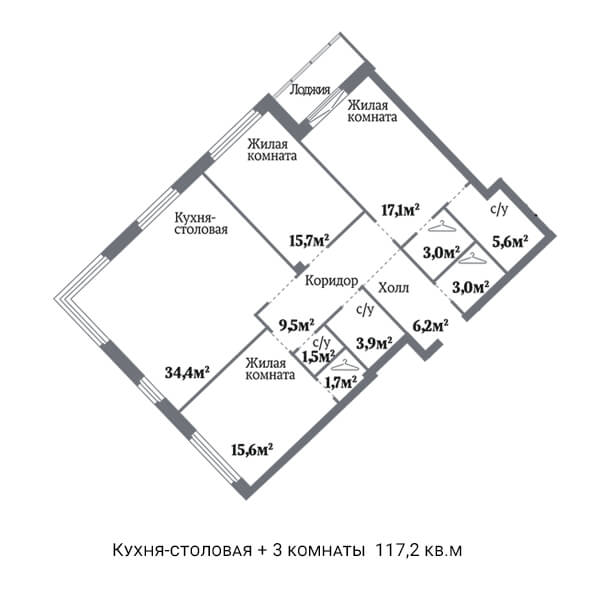 Лоджия
Жилая
комната
Жилая
комната
17,1м²
с/у
5,6м²
Кухня-
столовая
15,7м²
3,0м²
3,0м²
Коридор
Холл
9,5м²
с/у
6,2м²
с/у
3,9м²
1,5м²
Жилая
комната
34,4м²
1,7м²
15,6м²
Кухня-столовая + 3 комнаты 117,2 кв.м